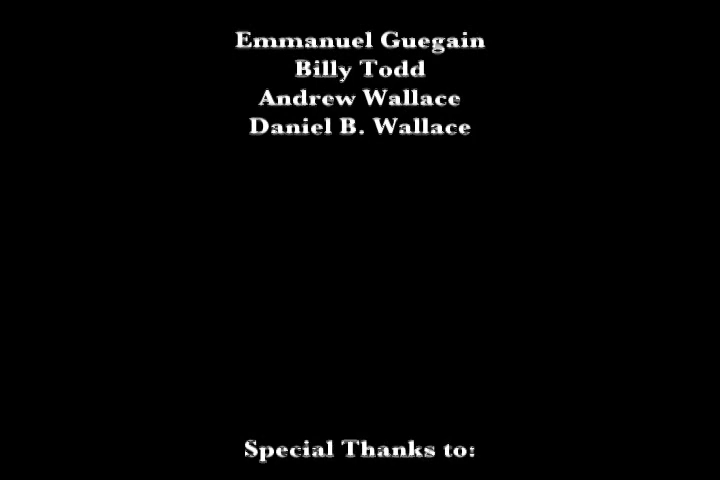 Emmanuel Guegain
Billy Todd
Andrew Wallace
Daniel B. Wallace
Special Thanks to: